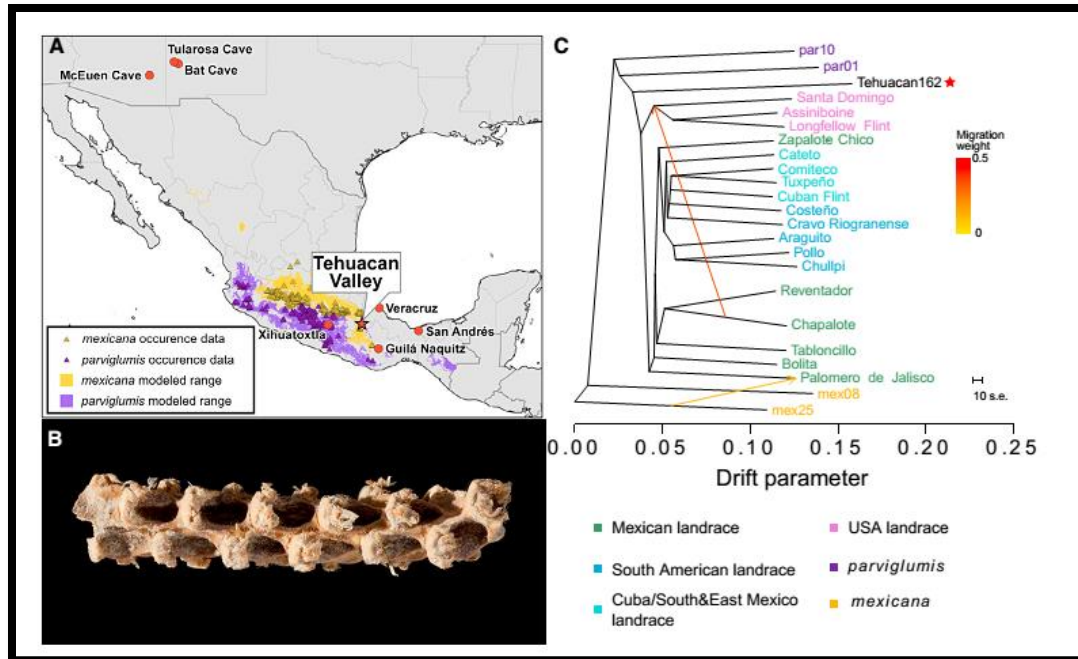 A
Tularosa Cave
McEuen Cave
Bat Cave
Tehuacan
Valley
Veracruz
Xihuatoxtla
San Andrés
Guilá Naquitz
mexicana occurence data
parviglumis occurence data
mexicana modeled range
parviglumis modeled range
B
C
par10
par01
Tehuacan162
Santa Domingo
Assiniboine
Longfellow Flint
Zapalote Chico
Cateto
Comiteco
Tuxpeño
Cuban Flint
Costeño
Cravo Riogranense
Araguito
Pollo
Chullpi
Reventador
Chapalote
Tabloncillo
Bolita
Palomero de Jalisco
mex08
mex25
Migration
weight
0.5
0
10 s.e.
0.00 0.05 0.10 0.15 0.20 0.25
Drift parameter
Mexican landrace
USA landrace
South American landrace
parviglumis
Cuba/South&East Mexico
landrace
mexicana